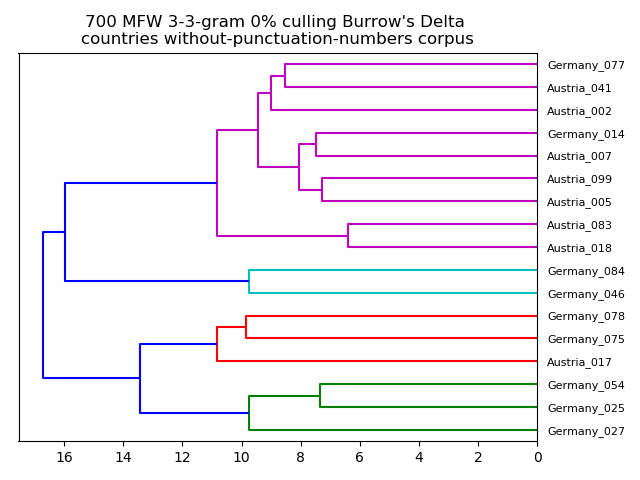 700 MFW 3-3-gram 0% culling Burrow's Delta
countries without-punctuation-numbers corpus
Germany_077
Austria_041
Austria_002
Germany_014
Austria_007
Austria_099
Austria_005
Austria_083
Austria_018
Germany_084
Germany_046
Germany_078
Germany_075
Austria_017
Germany_054
Germany_025
Germany_027
16 14 12 10 8 6 4 2 0